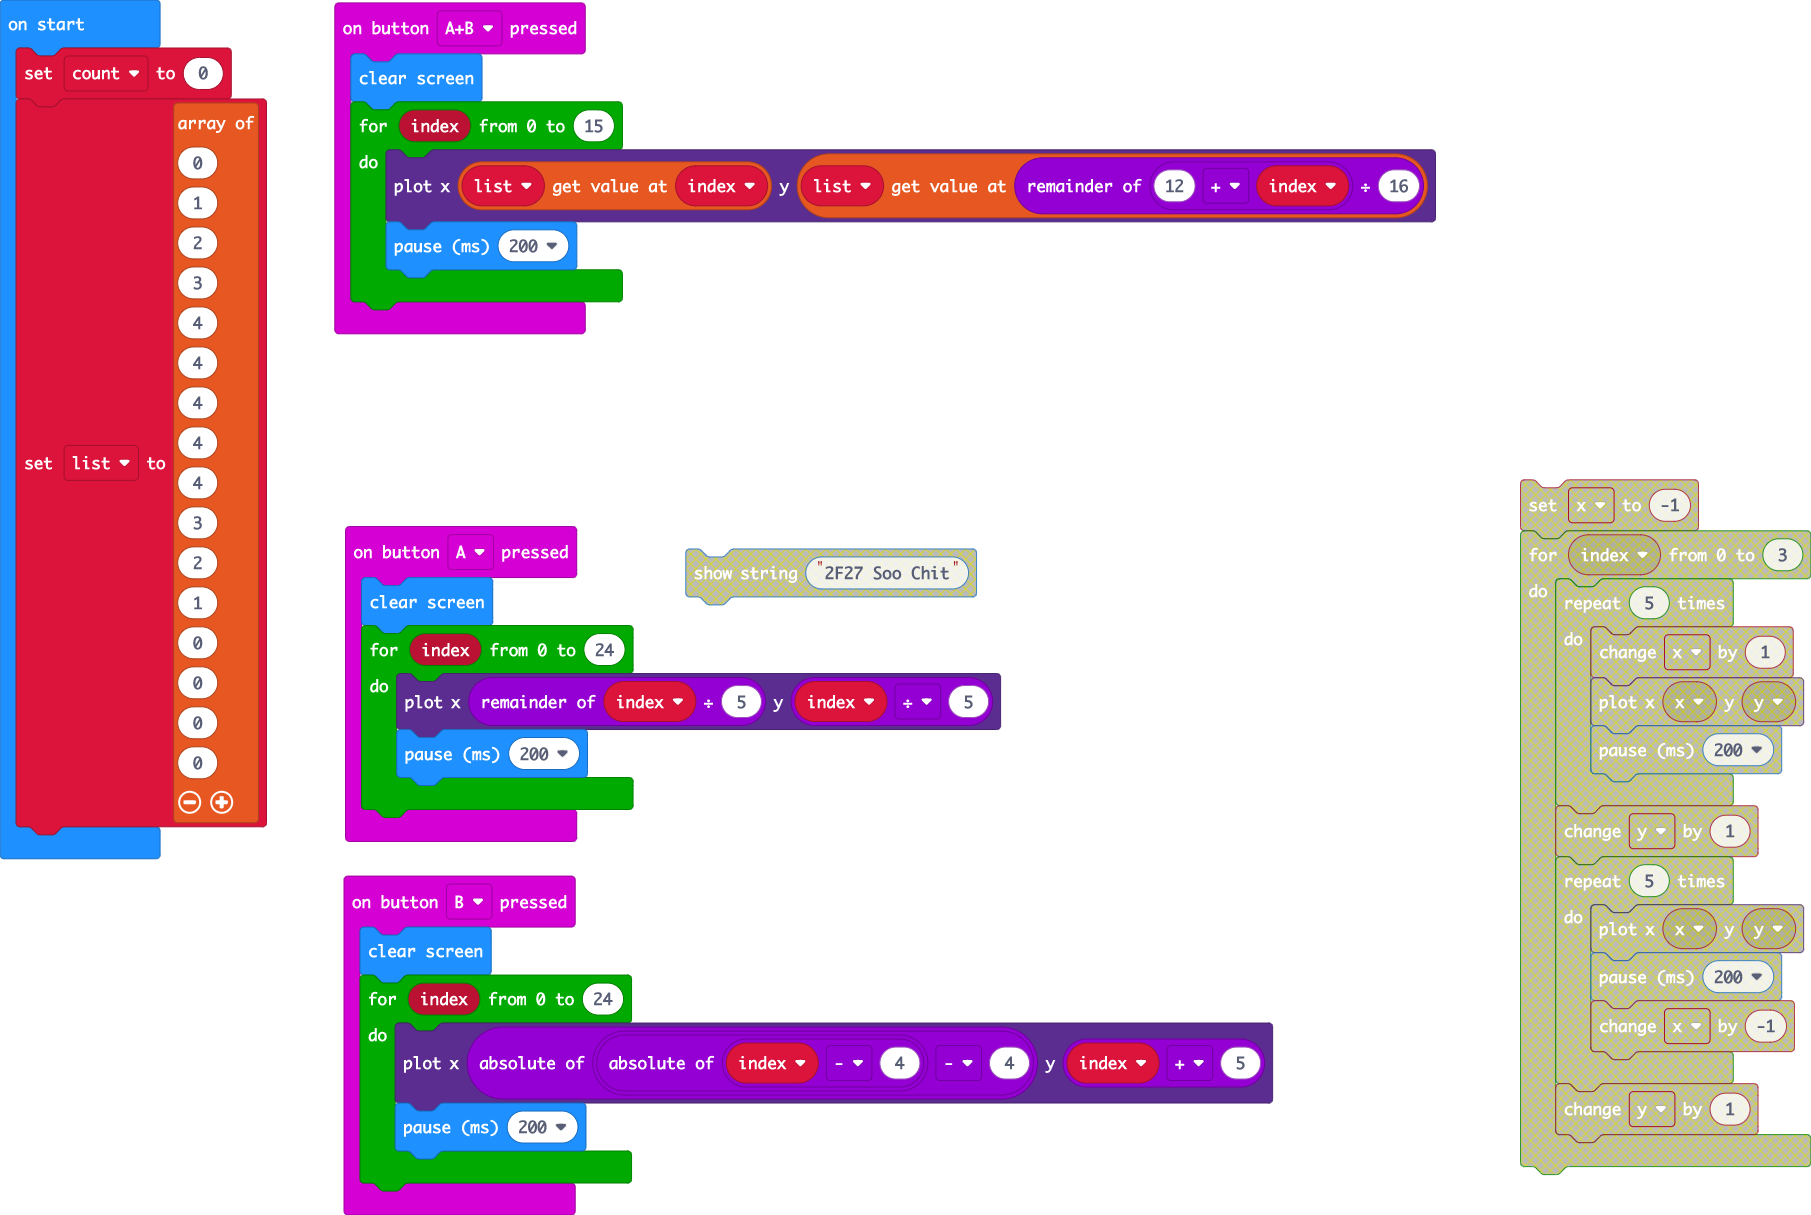 on start
set count to 0
set list to
array of
0
1
2
3
4
4
4
4
4
3
2
1
0
0
0
0
on button A+B pressed
clear screen
for index from 0 to 15
do
plot x list get value at index y list get value at remainder of 12 + index ÷ 16
pause (ms) 200
on button A pressed
clear screen
for index from 0 to 24
do
plot x remainder of index ÷ 5 y index ÷ 5
pause (ms) 200
show string "2F27 Soo Chit"
on button B pressed
clear screen
for index from 0 to 24
do
plot x absolute of absolute of index - 4 - 4 y index + 5
pause (ms) 200
set x to -1
for index from 0 to 3
do
repeat 5 times
do
change x by 1
plot x x y y
pause (ms) 200
change y by 1
repeat 5 times
do
plot x x y y
pause (ms) 200
change x by -1
change y by 1